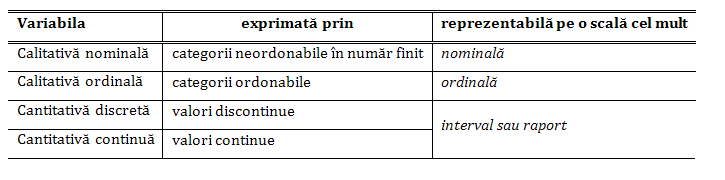 Variabila exprimată prin reprezentabilă pe o scală cel mult
Calitativă nominală categorii neordonabile în număr finit nominală
Calitativă ordinală categorii ordonabile ordinală
Cantitativă discretă valori discontinue
interval sau raport
Cantitativă continuă valori continue